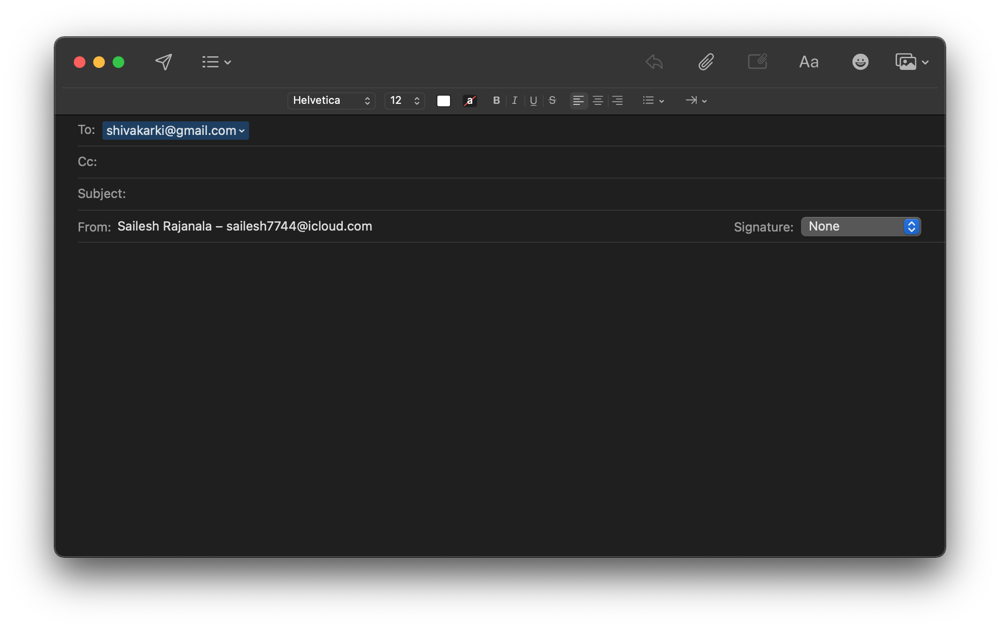 Aa
Helvetica 12 a B I U S
To: shivakarki@gmail.com
Cc:
Subject:
From: Sailesh Rajanala – sailesh7744@icloud.com Signature: None